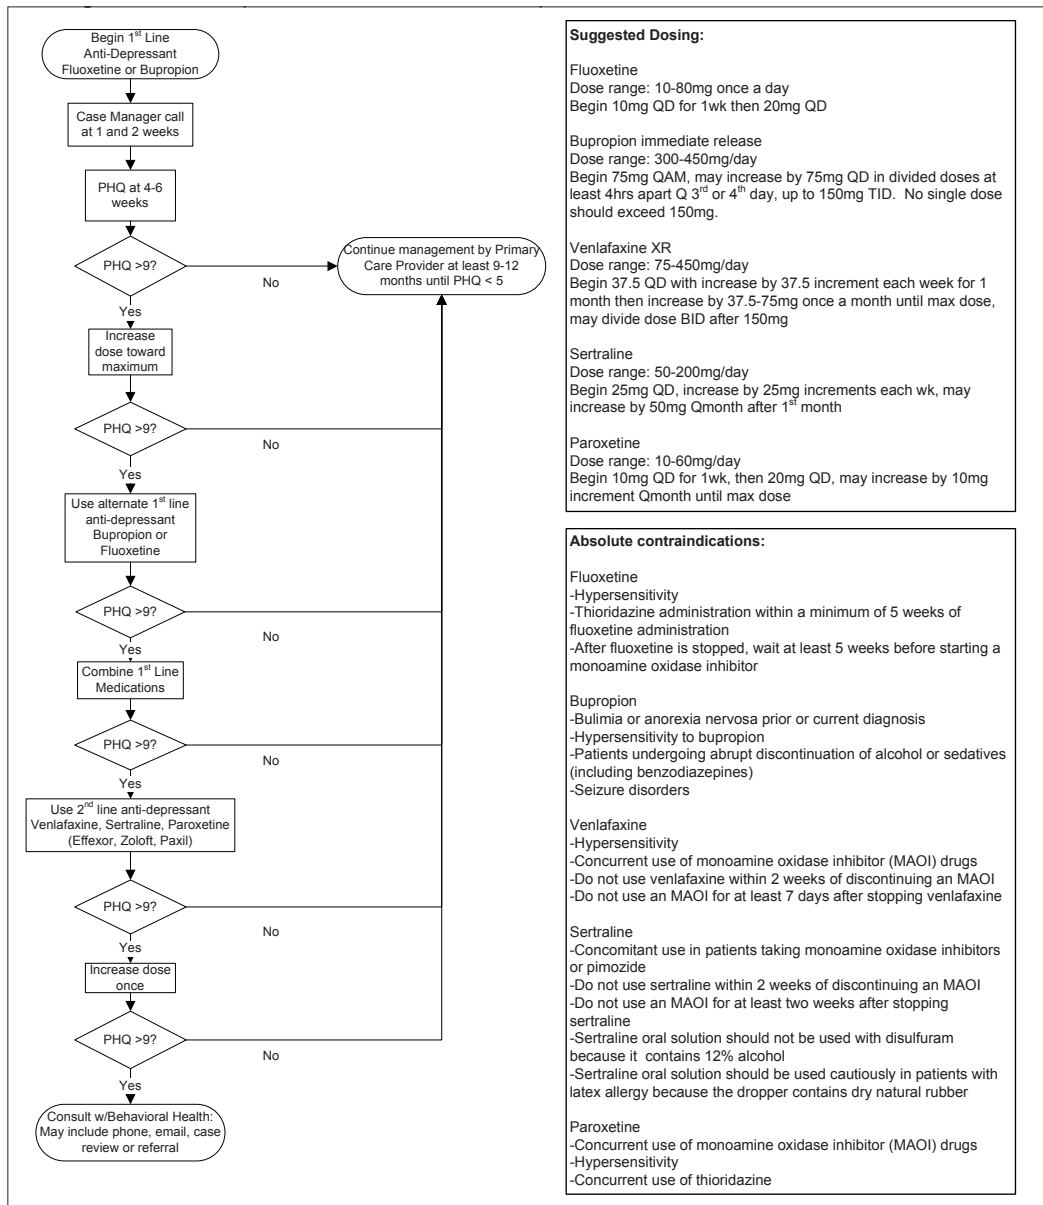 Begin 1st Line
Anti-Depressant
Fluoxetine or Bupropion
Case Manager call
at 1 and 2 weeks
PHQ at 4-6
weeks
PHQ >9?
No
Continue management by Primary
Care Provider at least 9-12
months until PHQ < 5
Yes
Increase
dose toward
maximum
PHQ >9?
No
Yes
Use alternate 1st line
anti-depressant
Bupropion or
Fluoxetine
PHQ >9?
No
Yes
Combine 1st Line
Medications
PHQ >9?
No
Yes
Use 2nd line anti-depressant
Venlafaxine, Sertraline, Paroxetine
(Effexor, Zoloft, Paxil)
PHQ >9?
No
Yes
Increase dose
once
PHQ >9?
No
Yes
Consult w/Behavioral Health:
May include phone, email, case
review or referral
Suggested Dosing:
Fluoxetine
Dose range: 10-80mg once a day
Begin 10mg QD for 1wk then 20mg QD
Bupropion immediate release
Dose range: 300-450mg/day
Begin 75mg QAM, may increase by 75mg QD in divided doses at
least 4hrs apart Q 3rd or 4th day, up to 150mg TID.  No single dose
should exceed 150mg.
Venlafaxine XR
Dose range: 75-450mg/day
Begin 37.5 QD with increase by 37.5 increment each week for 1
month then increase by 37.5-75mg once a month until max dose,
may divide dose BID after 150mg
Sertraline
Dose range: 50-200mg/day
Begin 25mg QD, increase by 25mg increments each wk, may
increase by 50mg Qmonth after 1st month
Paroxetine
Dose range: 10-60mg/day
Begin 10mg QD for 1wk, then 20mg QD, may increase by 10mg
increment Qmonth until max dose
Absolute contraindications:
Fluoxetine
-Hypersensitivity
-Thioridazine administration within a minimum of 5 weeks of
fluoxetine administration
-After fluoxetine is stopped, wait at least 5 weeks before starting a
monoamine oxidase inhibitor
Bupropion
-Bulimia or anorexia nervosa prior or current diagnosis
-Hypersensitivity to bupropion
-Patients undergoing abrupt discontinuation of alcohol or sedatives
(including benzodiazepines)
-Seizure disorders
Venlafaxine
-Hypersensitivity
-Concurrent use of monoamine oxidase inhibitor (MAOI) drugs
-Do not use venlafaxine within 2 weeks of discontinuing an MAOI
-Do not use an MAOI for at least 7 days after stopping venlafaxine
Sertraline
-Concomitant use in patients taking monoamine oxidase inhibitors
or pimozide
-Do not use sertraline within 2 weeks of discontinuing an MAOI
-Do not use an MAOI for at least two weeks after stopping
sertraline
-Sertraline oral solution should not be used with disulfuram
because it  contains 12% alcohol
-Sertraline oral solution should be used cautiously in patients with
latex allergy because the dropper contains dry natural rubber
Paroxetine
-Concurrent use of monoamine oxidase inhibitor (MAOI) drugs
-Hypersensitivity
-Concurrent use of thioridazine